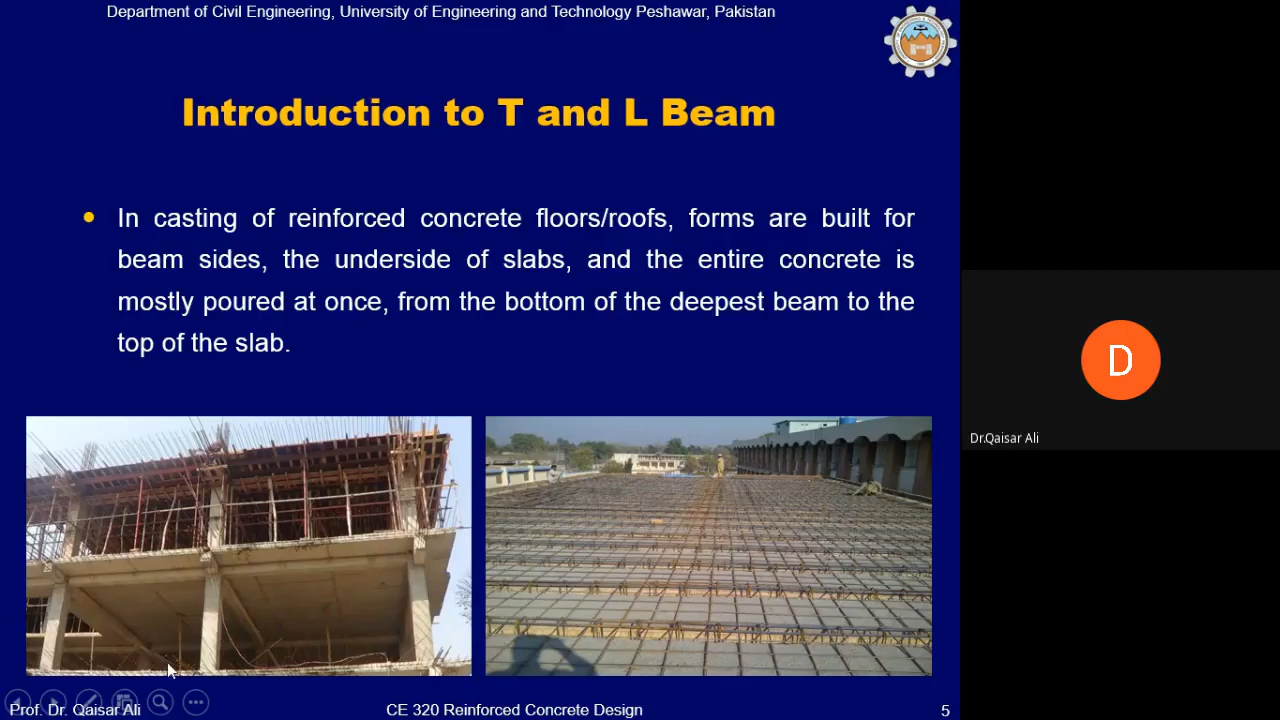 Department of Civil Engineering, University of Engineering and Technology Peshawar, Pakistan
Introduction to T and L Beam
In casting of reinforced concrete floors/roofs, forms are built for
beam sides, the underside of slabs, and the entire concrete is
mostly poured at once, from the bottom of the deepest beam to the
top of the slab.
D
Dr.Qaisar Ali
Prof. Dr. Qaisar Ali
CE 320 Reinforced Concrete Design
5